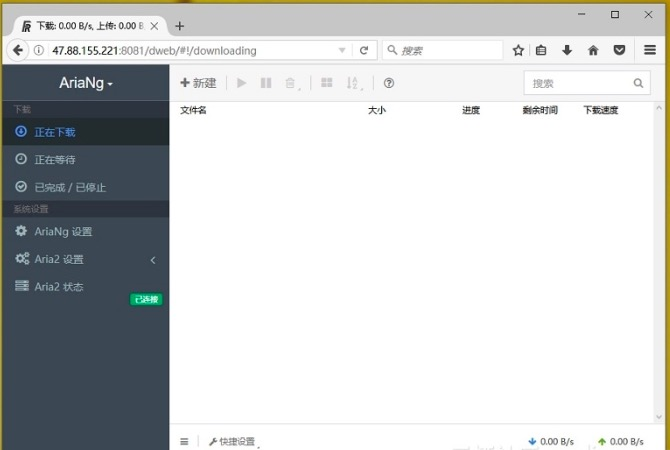 下载: 0.00 B/s, 上传: 0.00 B
47.88.155.221:8081/dweb/#!/downloading
搜索
AriaNg
新建
搜索
下载
文件名 大小 进度 剩余时间 下载速度
正在下载
正在等待
已完成 / 已停止
系统设置
AriaNg 设置
Aria2 设置
Aria2 状态
已连接
快捷设置
0.00 B/s
0.00 B/s